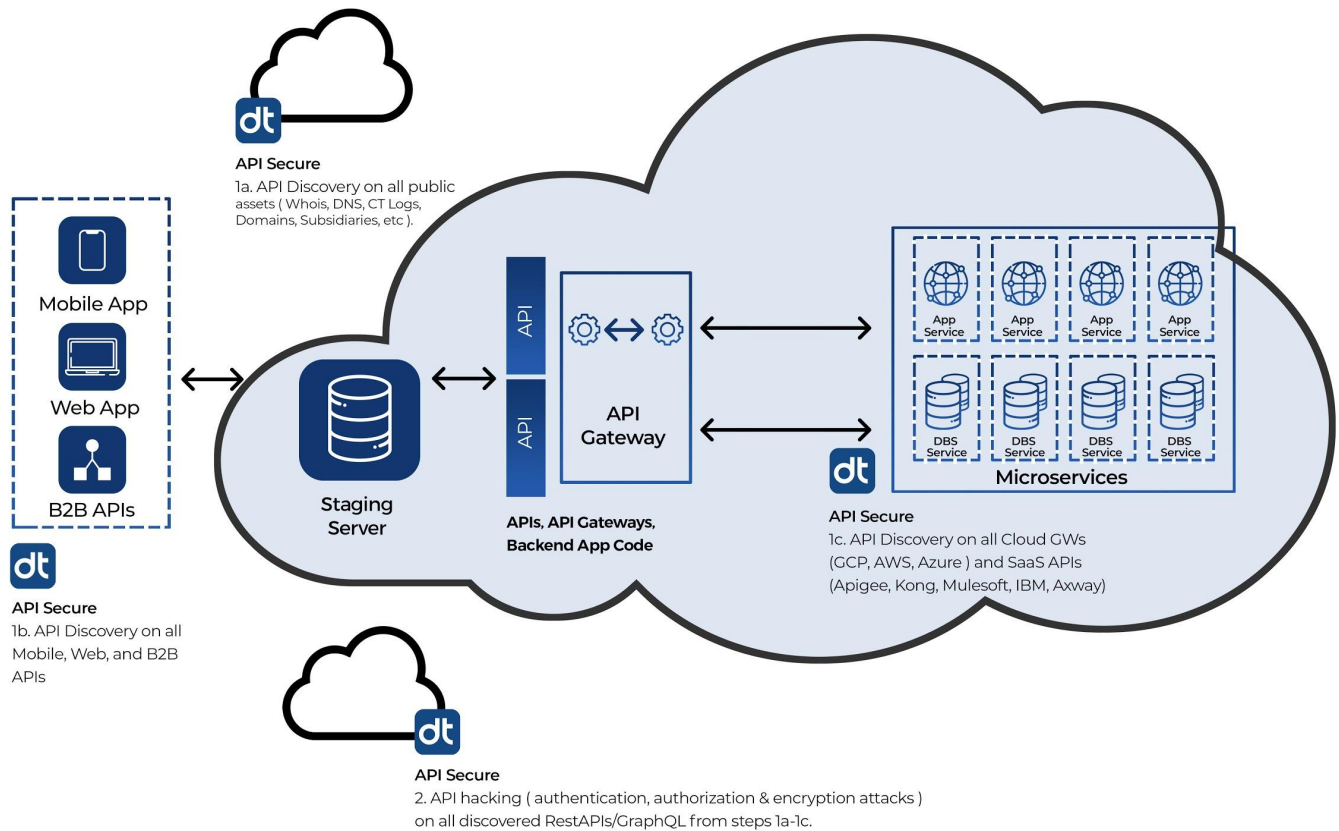 dt
API Secure
1a. API Discovery on all public
assets ( Whois, DNS, CT Logs,
Domains, Subsidiaries, etc ).
Mobile App
Web App
B2B APIs
dt
API Secure
1b. API Discovery on all
Mobile, Web, and B2B
APIs
Staging
Server
API
API
API
Gateway
APIs, API Gateways,
Backend App Code
App
Service
App
Service
App
Service
App
Service
DBS
Service
DBS
Service
DBS
Service
DBS
Service
Microservices
dt
API Secure
1c. API Discovery on all Cloud GWs
(GCP, AWS, Azure ) and SaaS APIs
(Apigee, Kong, Mulesoft, IBM, Axway)
dt
API Secure
2. API hacking ( authentication, authorization & encryption attacks )
on all discovered RestAPIs/GraphQL from steps 1a-1c.